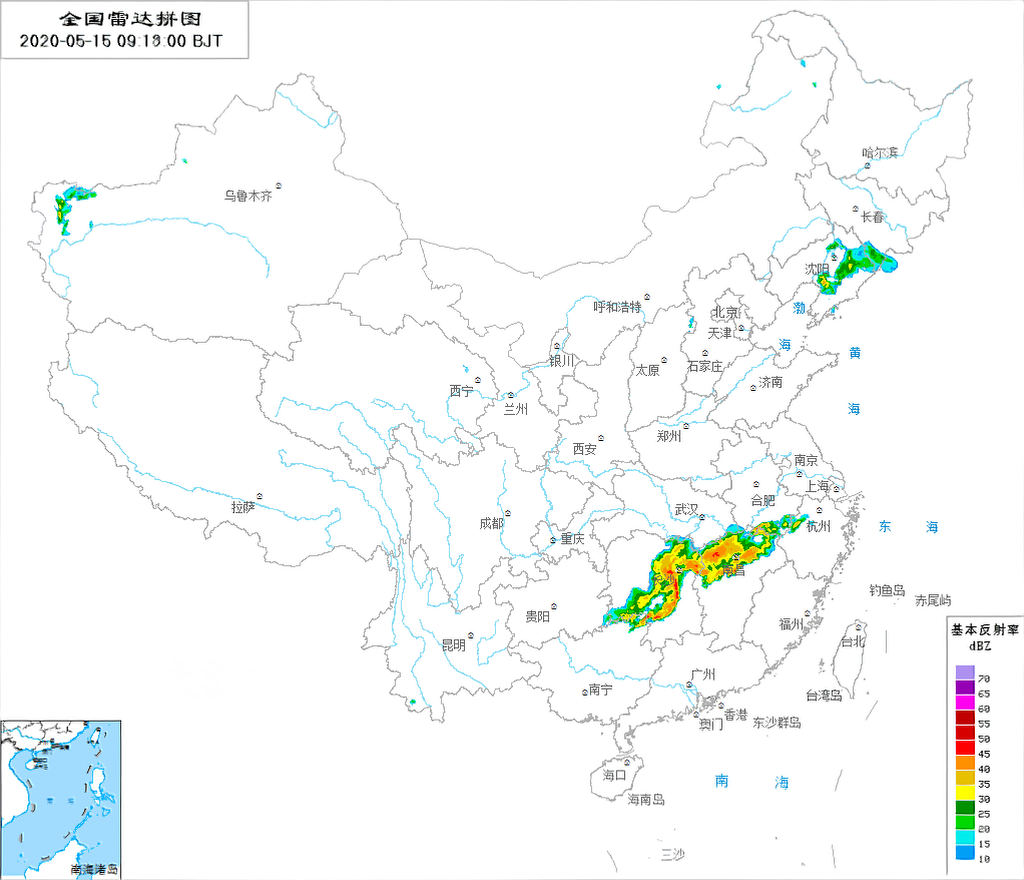 全国雷达拼图
2020-05-15 09:18:00 BJT
哈尔滨
乌鲁木齐
长春
沈阳
呼和浩特
北京
渤
天津
海
黄
银川
太原
石家庄
西宁
济南
兰州
海
郑州
西安
南京
上海
拉萨
合肥
武汉
成都
杭州
东 海
重庆
南昌
钓鱼岛
赤尾屿
贵阳
福州
基本反射率
dBZ
昆明
台北
广州
70
南宁
台湾岛
65
香港
澳门
东沙群岛
60
55
50
45
海口
南 海
40
海南岛
35
30
25
20
三沙
15
南海诸岛
10